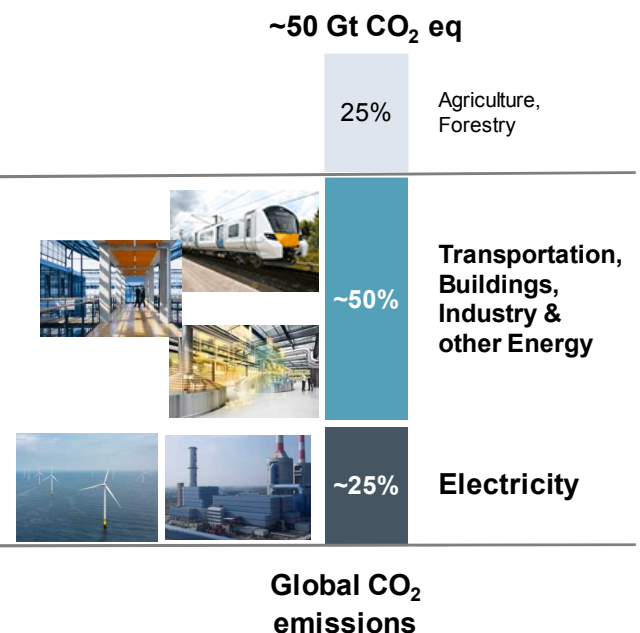 ~50 Gt CO₂ eq
25%
Agriculture,
Forestry
~50%
Transportation,
Buildings,
Industry &
other Energy
~25%
Electricity
Global CO₂
emissions